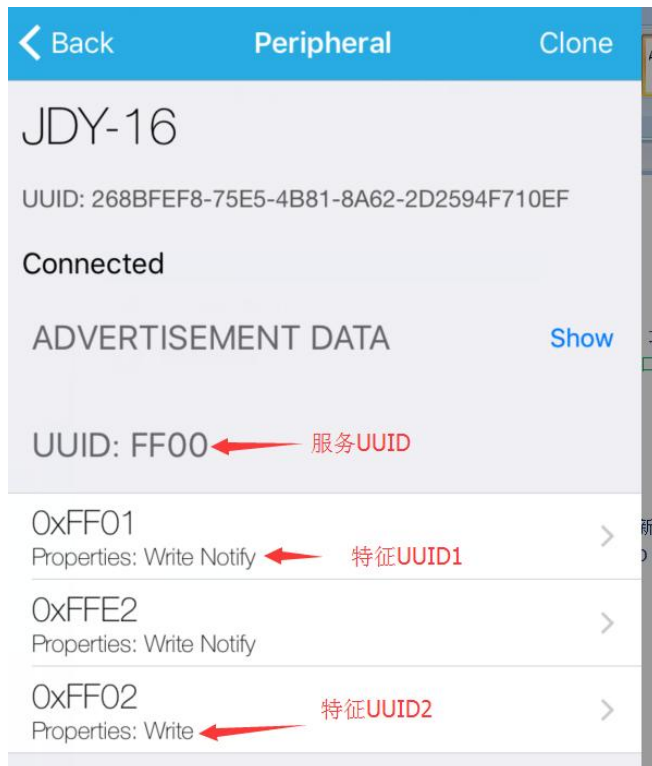 Back Peripheral Clone
JDY-16
UUID: 268BFEF8-75E5-4B81-8A62-2D2594F710EF
Connected
ADVERTISEMENT DATA Show
UUID: FF00 服务UUID
0xFF01
Properties: Write Notify 特征UUID1
0xFFE2
Properties: Write Notify
0xFF02
特征UUID2
Properties: Write